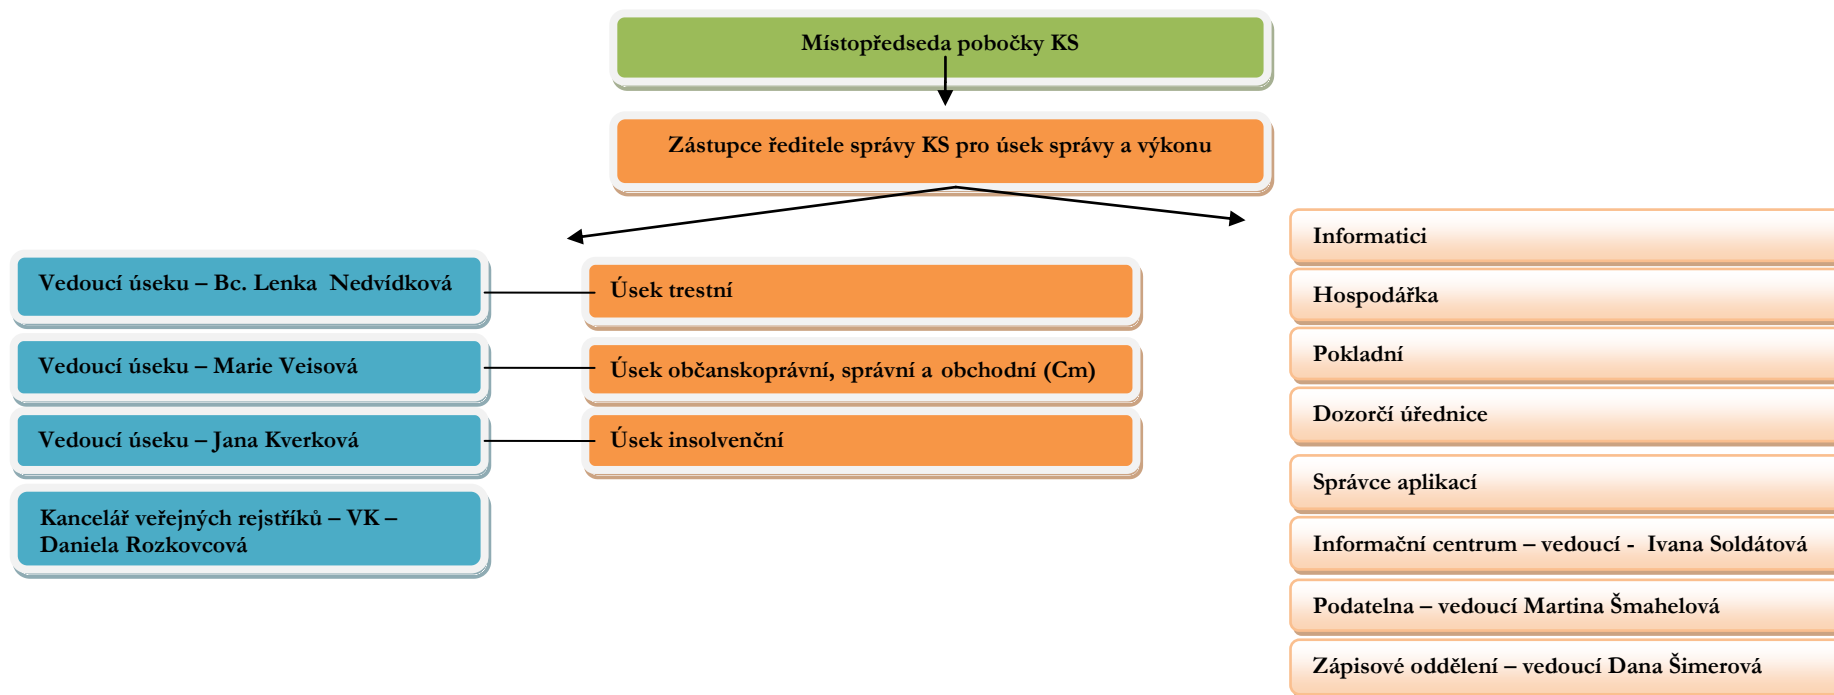 Místopředseda pobočky KS
Zástupce ředitele správy KS pro úsek správy a výkonu
Vedoucí úseku – Bc. Lenka Nedvídková
Úsek trestní
Vedoucí úseku – Marie Veisová
Úsek občanskoprávní, správní a obchodní (Cm)
Vedoucí úseku – Jana Kverková
Úsek insolvenční
Kancelář veřejných rejstříků – VK –
Daniela Rozkovcová
Informatici
Hospodářka
Pokladní
Dozorčí úřednice
Správce aplikací
Informační centrum – vedoucí - Ivana Soldátová
Podatelna – vedoucí Martina Šmahelová
Zápisové oddělení – vedoucí Dana Šimerová